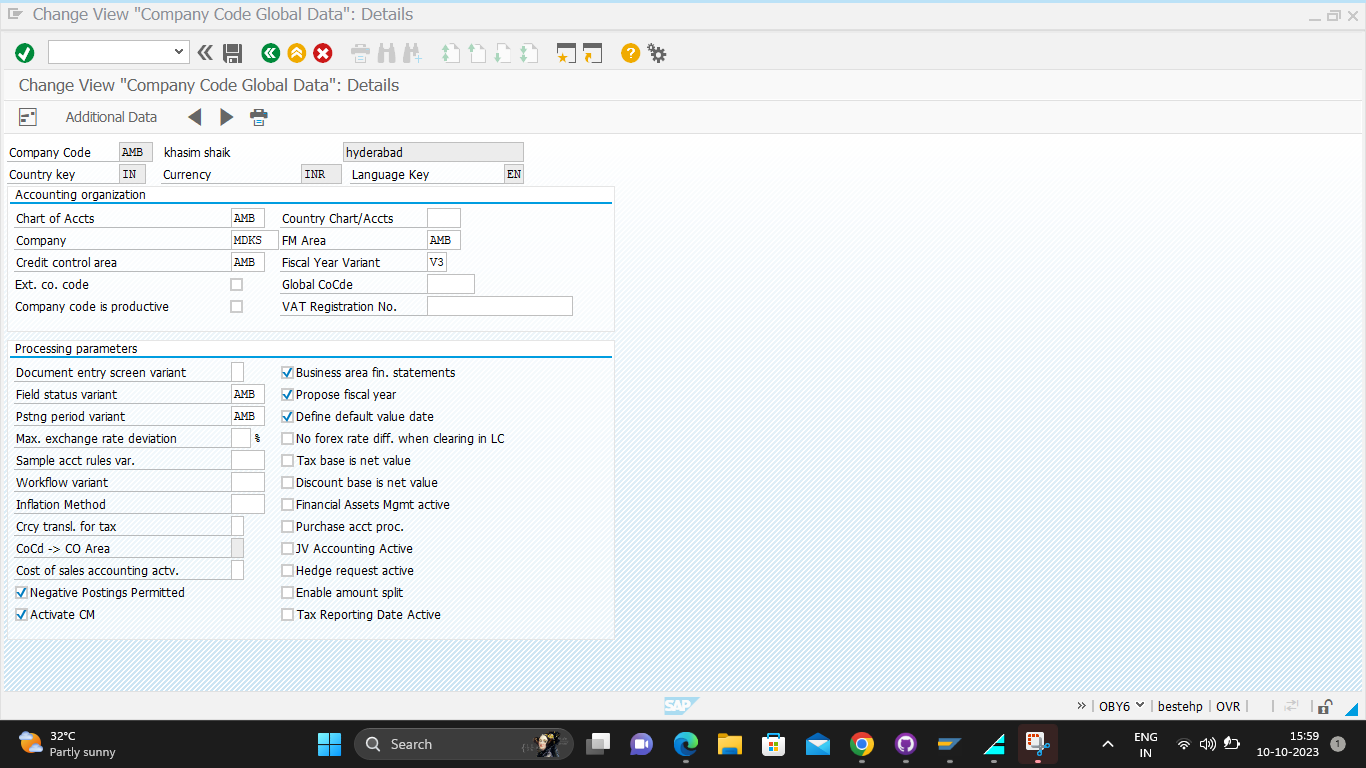 Change View "Company Code Global Data": Details
Change View "Company Code Global Data": Details
Additional Data
Company Code AMB khasim shaik hyderabad
Country key IN Currency INR Language Key EN
Accounting organization
Chart of Accts AMB Country Chart/Accts
Company MDKS FM Area AMB
Credit control area AMB Fiscal Year Variant V3
Ext. co. code Global CoCde
Company code is productive VAT Registration No.
Processing parameters
Document entry screen variant Business area fin. statements
Field status variant AMB Propose fiscal year
Pstng period variant AMB Define default value date
Max. exchange rate deviation % No forex rate diff. when clearing in LC
Sample acct rules var. Tax base is net value
Workflow variant Discount base is net value
Inflation Method Financial Assets Mgmt active
Crcy transl. for tax Purchase acct proc.
CoCd -> CO Area JV Accounting Active
Cost of sales accounting actv. Hedge request active
Negative Postings Permitted Enable amount split
Activate CM Tax Reporting Date Active
SAP OBY6 bestehp OVR
32°C ENG 15:59
Partly sunny Search IN 10-10-2023 1